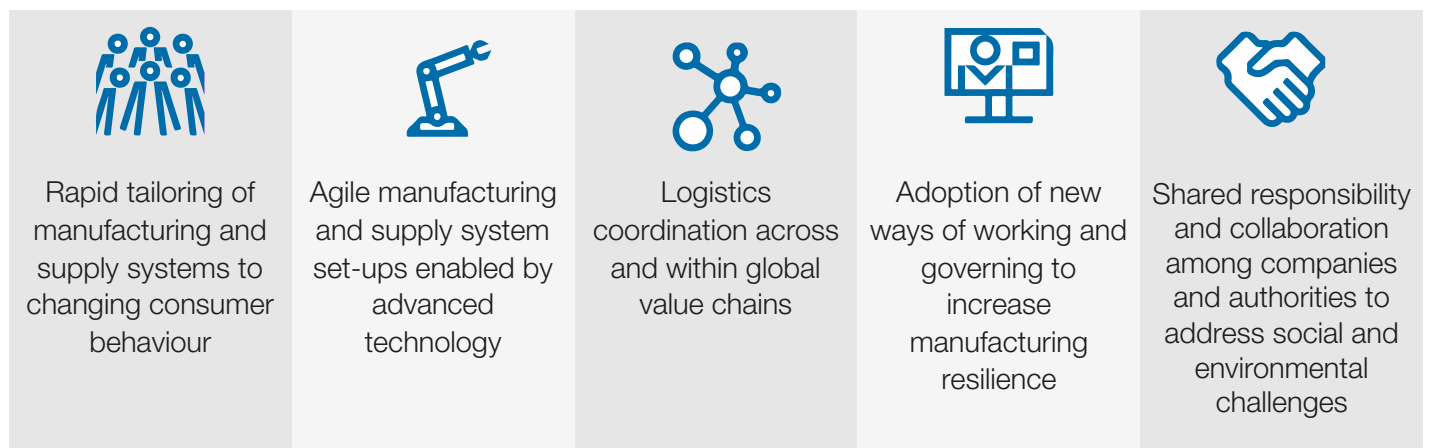 Rapid tailoring of
manufacturing and
supply systems to
changing consumer
behaviour
Agile manufacturing
and supply system
set-ups enabled by
advanced
technology
Logistics
coordination across
and within global
value chains
Adoption of new
ways of working and
governing to
increase
manufacturing
resilience
Shared responsibility
and collaboration
among companies
and authorities to
address social and
environmental
challenges